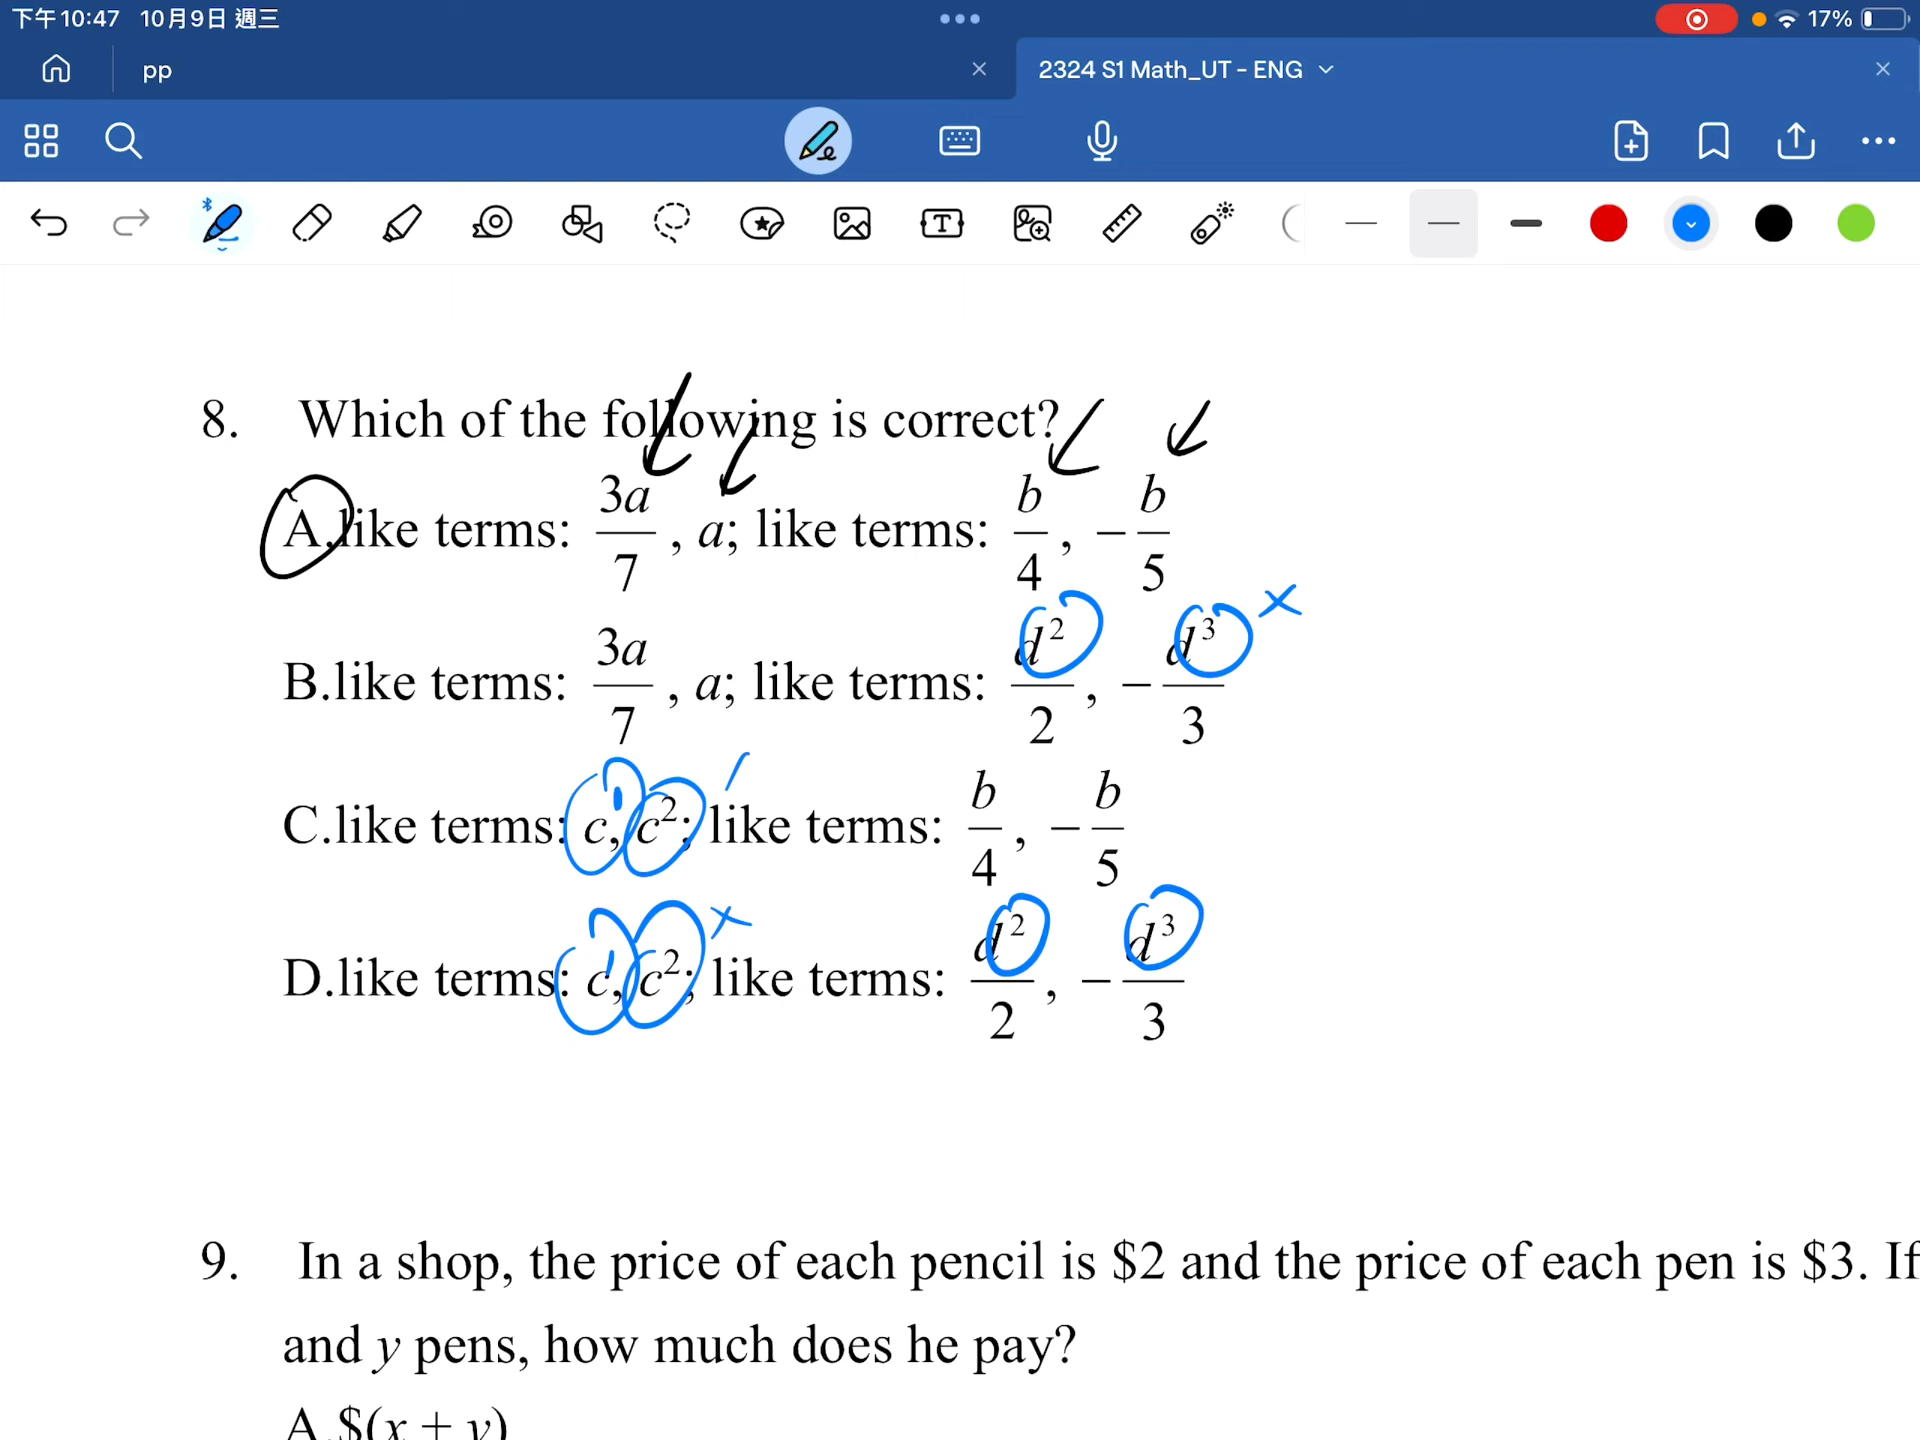 下午10:47 10月9日 週三 17%
pp 2324 S1 Math_UT - ENG
8. Which of the following is correct?
A.like terms: 3a/7, a; like terms: b/4, −b/5
B.like terms: 3a/7, a; like terms: d²/2, −d³/3 ×
C.like terms: c, c²; like terms: b/4, −b/5
D.like terms: c, c²; × like terms: d²/2, −d³/3
9. In a shop, the price of each pencil is $2 and the price of each pen is $3. If
and y pens, how much does he pay?
A.$(x + y)